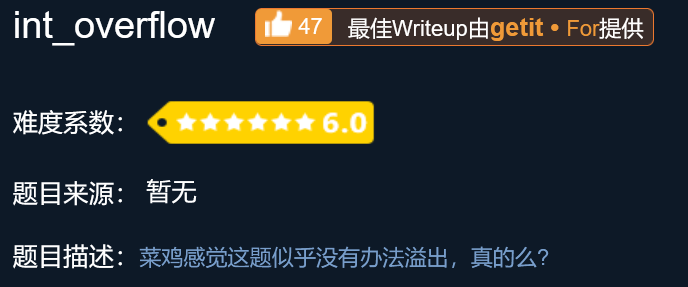 int_overflow 47 最佳Writeup由getit • For提供
难度系数： 6.0
题目来源： 暂无
题目描述：菜鸡感觉这题似乎没有办法溢出，真的么?